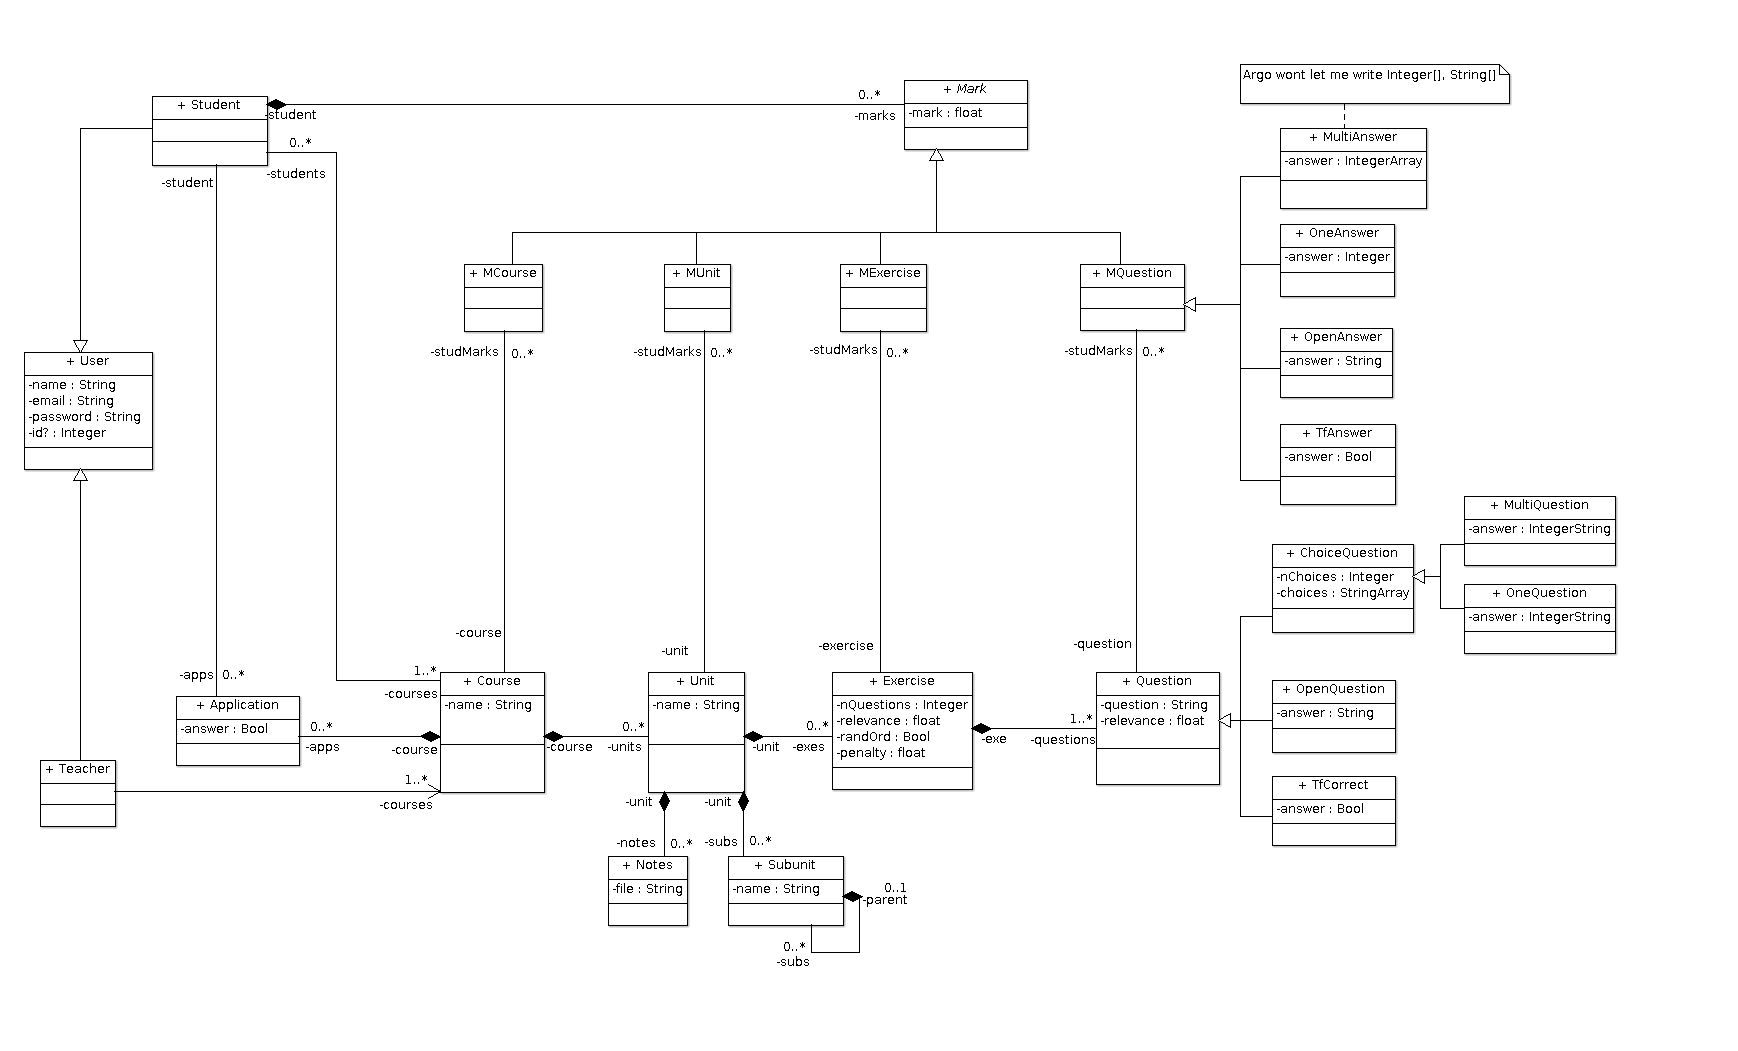 Argo wont let me write Integer[], String[]
+ Student
-student
0..*
-marks
+ Mark
-mark : float
0..*
-students
-student
+ MultiAnswer
-answer : IntegerArray
+ OneAnswer
-answer : Integer
+ OpenAnswer
-answer : String
+ TfAnswer
-answer : Bool
+ MCourse
+ MUnit
+ MExercise
+ MQuestion
-studMarks 0..*
-studMarks 0..*
-studMarks 0..*
-studMarks 0..*
+ User
-name : String
-email : String
-password : String
-id? : Integer
+ MultiQuestion
-answer : IntegerString
+ ChoiceQuestion
-nChoices : Integer
-choices : StringArray
+ OneQuestion
-answer : IntegerString
-course
-unit
-exercise
-question
-apps 0..*
1..*
-courses
+ Application
-answer : Bool
0..*
-apps
-course
+ Course
-name : String
-course
0..*
-units
+ Unit
-name : String
-unit
0..*
-exes
+ Exercise
-nQuestions : Integer
-relevance : float
-randOrd : Bool
-penalty : float
-exe
1..*
-questions
+ Question
-question : String
-relevance : float
+ OpenQuestion
-answer : String
+ TfCorrect
-answer : Bool
+ Teacher
1..*
-courses
-unit
-unit
-notes 0..*
-subs 0..*
+ Notes
-file : String
+ Subunit
-name : String
0..1
-parent
0..*
-subs